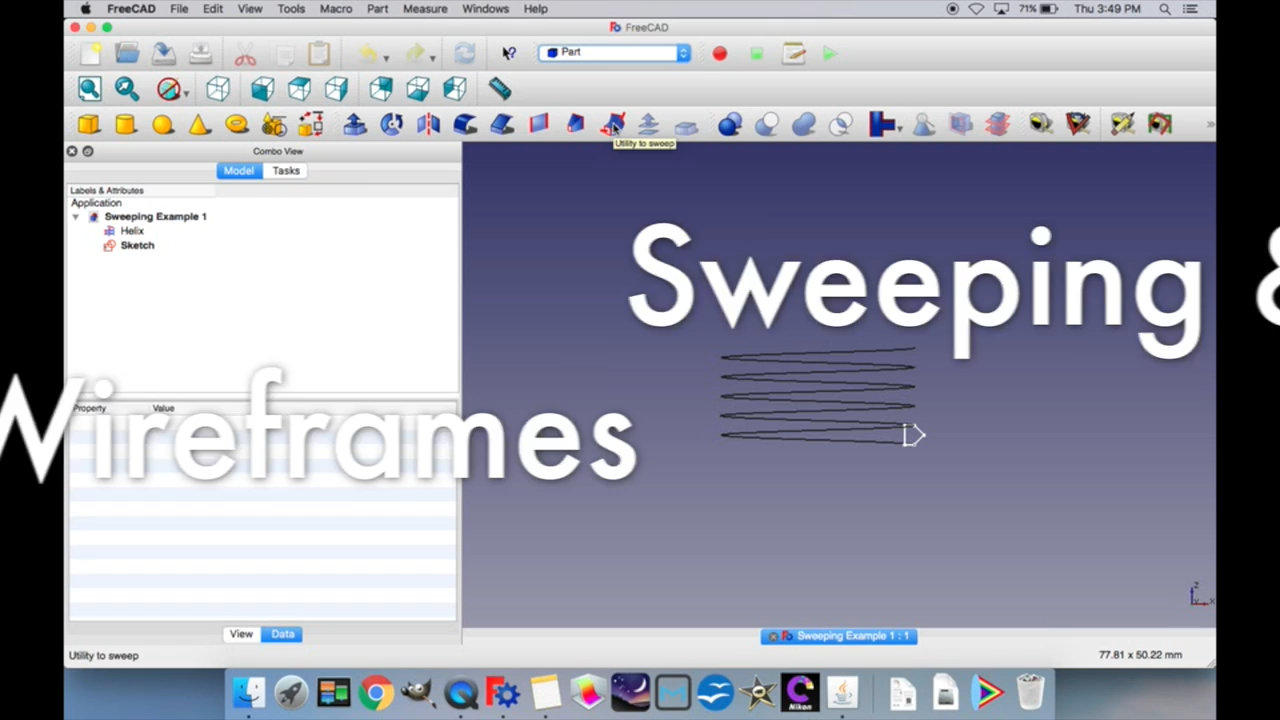 FreeCAD File Edit View Tools Macro Part Measure Windows Help 71% Thu 3:49 PM
FreeCAD
Part
Utility to sweep
Combo View
Model Tasks
Labels & Attributes
Application
Sweeping Example 1
Helix
Sketch
Sweeping &
Wireframes
Property Value
View Data
Sweeping Example 1 : 1
Utility to sweep
77.81 x 50.22 mm
Z
X
Nikon